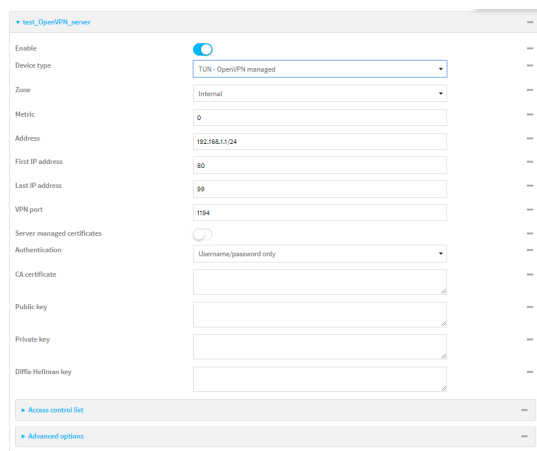 test_OpenVPN_server
Enable
Device type TUN - OpenVPN managed
Zone Internal
Metric 0
Address 192.168.1.1/24
First IP address 80
Last IP address 99
VPN port 1194
Server managed certificates
Authentication Username/password only
CA certificate
Public key
Private key
Diffie Hellman key
Access control list
Advanced options